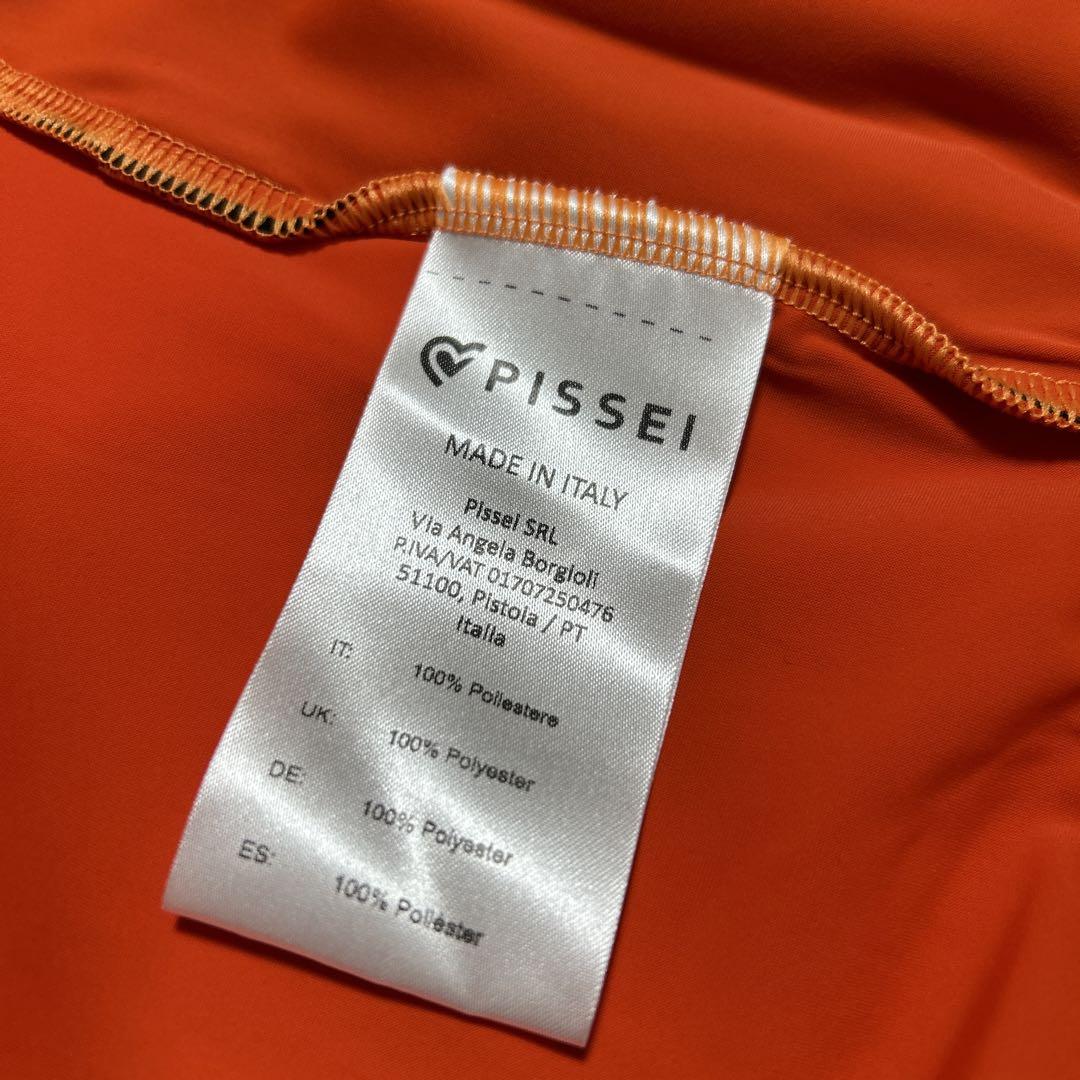 PISSEI
MADE IN ITALY
Pissei SRL
Via Angela Borgioli
P.IVA/VAT 01707250476
51100, Pistoia / PT
Italia
IT: 100% Poliestere
UK: 100% Polyester
DE: 100% Polyester
ES: 100% Poliéster